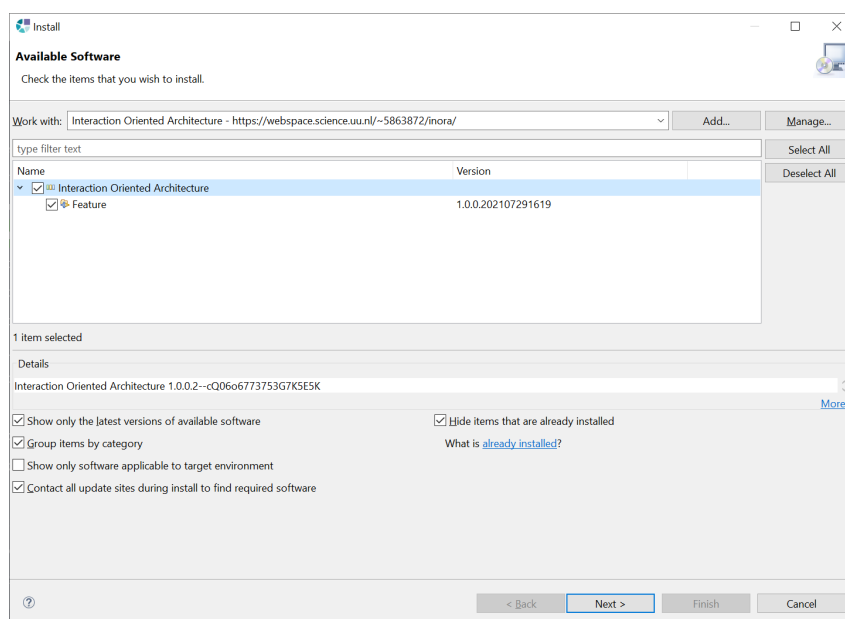 Install
Available Software
Check the items that you wish to install.
Work with: Interaction Oriented Architecture - https://webspace.science.uu.nl/~5863872/inora/ Add... Manage...
type filter text Select All
Name Version Deselect All
Interaction Oriented Architecture
Feature 1.0.0.202107291619
1 item selected
Details
Interaction Oriented Architecture 1.0.0.2--cQ06o6773753G7K5E5K
More
Show only the latest versions of available software Hide items that are already installed
Group items by category What is already installed?
Show only software applicable to target environment
Contact all update sites during install to find required software
? < Back Next > Finish Cancel